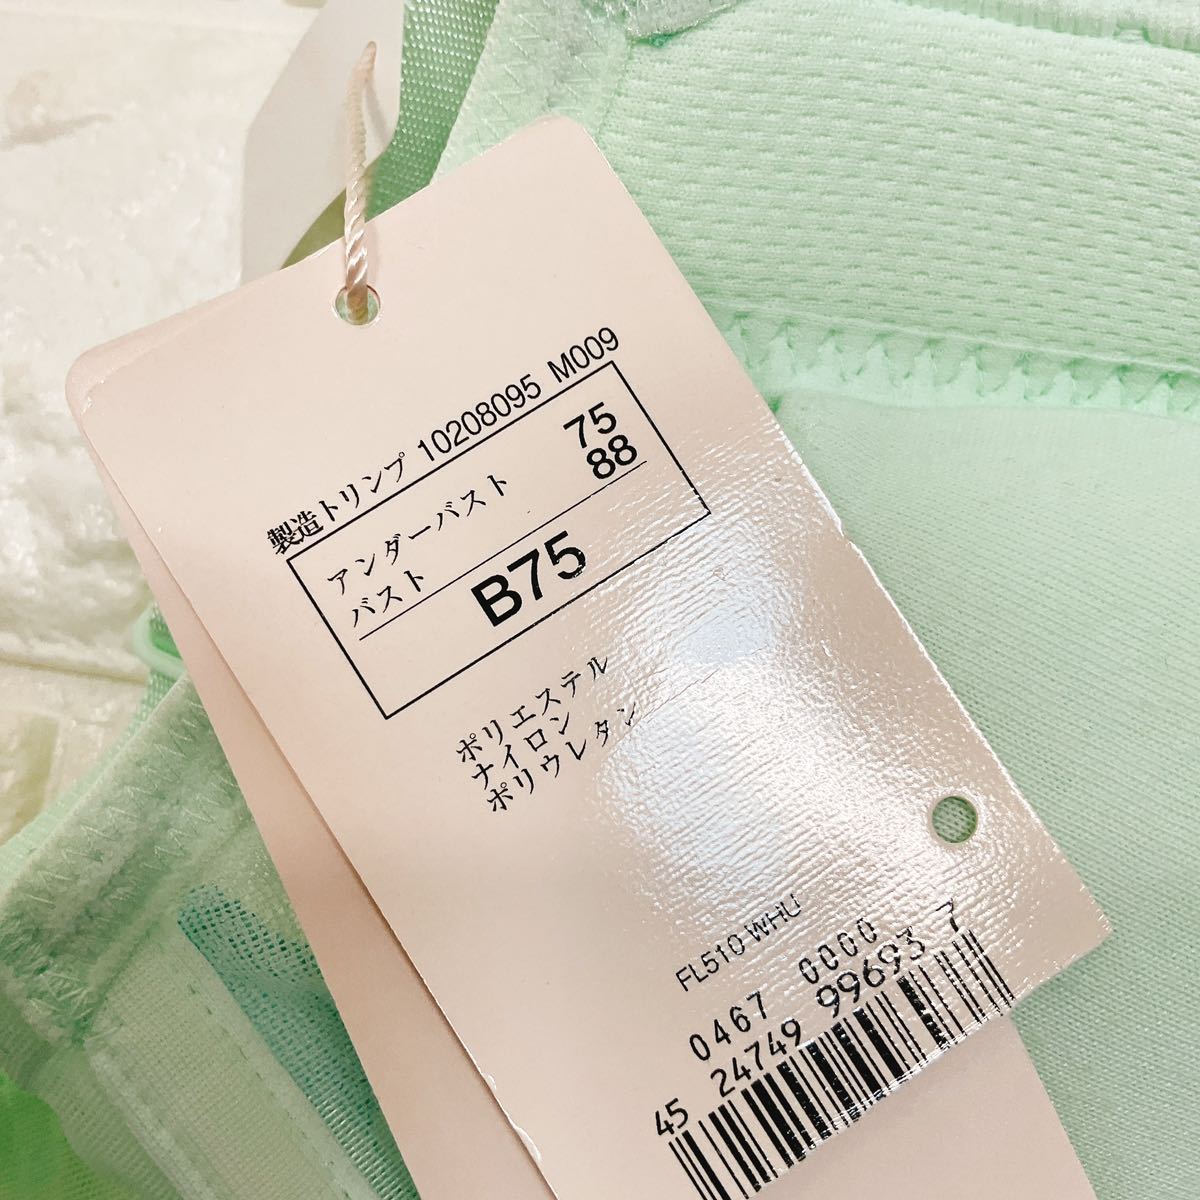 製造トリンプ 10208095 M009
アンダーバスト 75
バスト 88
B75
ポリエステル
ナイロン
ポリウレタン
FL510 WHU
0467 0000
45 24749 99693 7